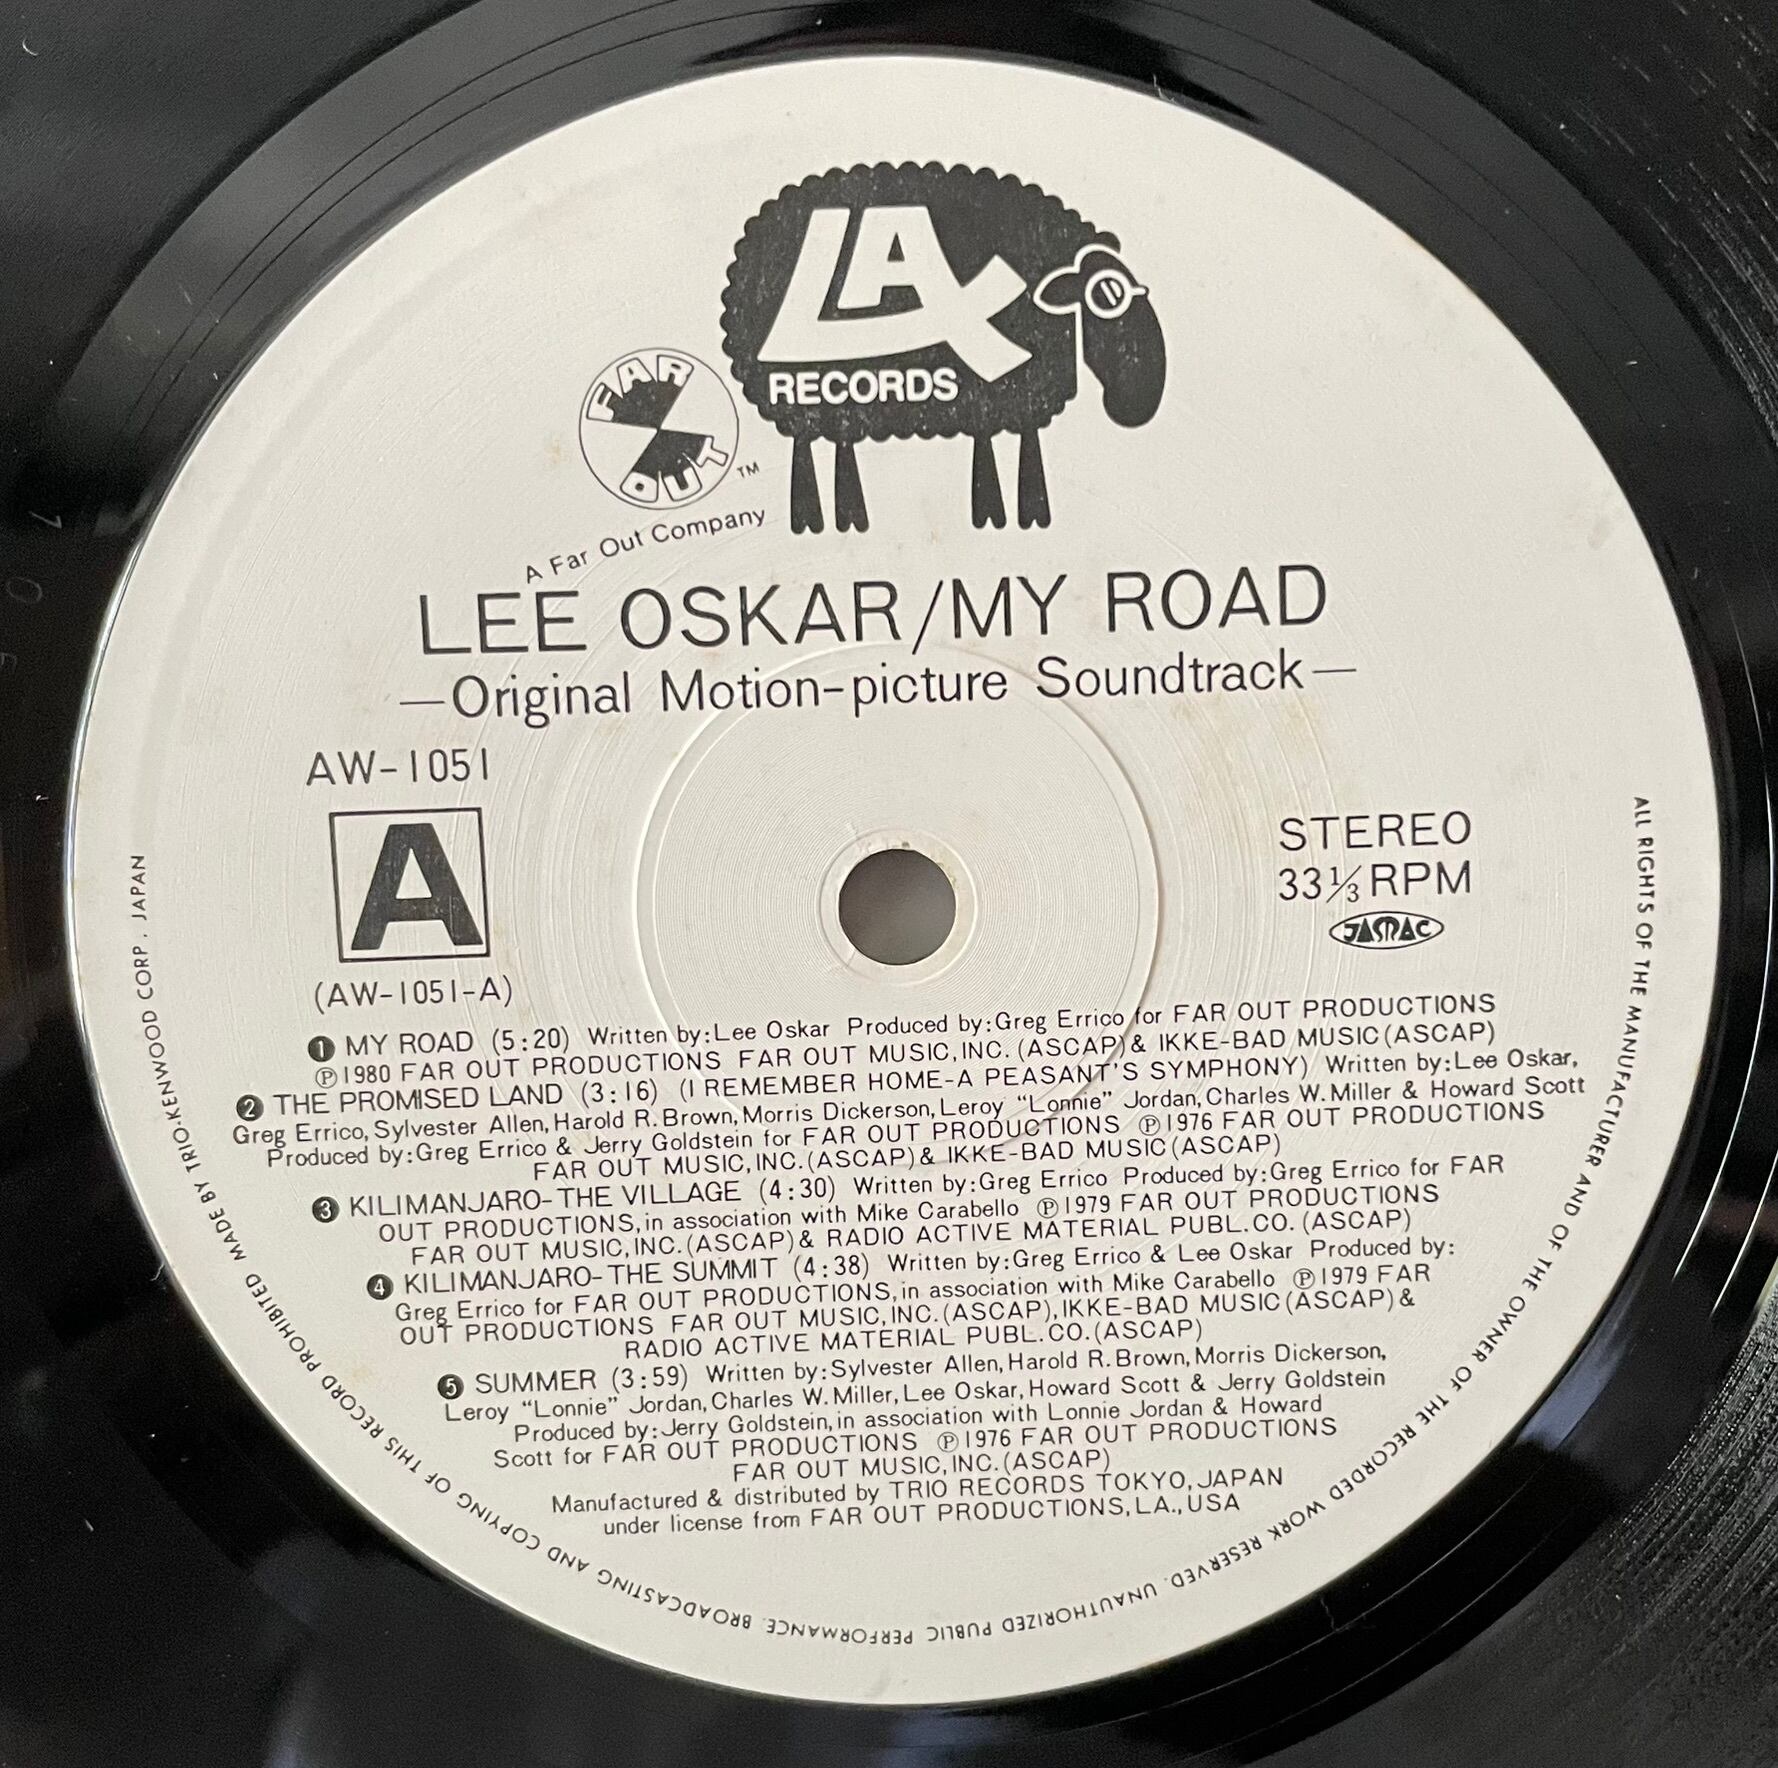 LAX
RECORDS
FAR
OUT
TM
A Far Out Company
LEE OSKAR/MY ROAD
—Original Motion-picture Soundtrack—
AW-1051
A
(AW-1051-A)
STEREO
33⅓RPM
JASRAC
❶ MY ROAD (5:20) Written by:Lee Oskar Produced by:Greg Errico for FAR OUT PRODUCTIONS
Ⓟ1980 FAR OUT PRODUCTIONS FAR OUT MUSIC,INC.(ASCAP)& IKKE-BAD MUSIC(ASCAP)
❷ THE PROMISED LAND (3:16) (I REMEMBER HOME-A PEASANT'S SYMPHONY) Written by:Lee Oskar,
Greg Errico,Sylvester Allen,Harold R.Brown,Morris Dickerson,Leroy "Lonnie" Jordan,Charles W.Miller & Howard Scott
Produced by:Greg Errico & Jerry Goldstein for FAR OUT PRODUCTIONS Ⓟ1976 FAR OUT PRODUCTIONS
FAR OUT MUSIC,INC.(ASCAP)& IKKE-BAD MUSIC(ASCAP)
❸ KILIMANJARO-THE VILLAGE (4:30) Written by:Greg Errico Produced by:Greg Errico for FAR
OUT PRODUCTIONS,in association with Mike Carabello Ⓟ1979 FAR OUT PRODUCTIONS
FAR OUT MUSIC,INC.(ASCAP)& RADIO ACTIVE MATERIAL PUBL.CO.(ASCAP)
❹ KILIMANJARO-THE SUMMIT (4:38) Written by:Greg Errico & Lee Oskar Produced by:
Greg Errico for FAR OUT PRODUCTIONS,in association with Mike Carabello Ⓟ1979 FAR
OUT PRODUCTIONS FAR OUT MUSIC,INC.(ASCAP),IKKE-BAD MUSIC(ASCAP)&
RADIO ACTIVE MATERIAL PUBL.CO.(ASCAP)
❺ SUMMER (3:59) Written by:Sylvester Allen,Harold R.Brown,Morris Dickerson,
Leroy "Lonnie" Jordan,Charles W.Miller,Lee Oskar,Howard Scott & Jerry Goldstein
Produced by:Jerry Goldstein,in association with Lonnie Jordan & Howard
Scott for FAR OUT PRODUCTIONS Ⓟ1976 FAR OUT PRODUCTIONS
FAR OUT MUSIC,INC.(ASCAP)
Manufactured & distributed by TRIO RECORDS TOKYO,JAPAN
under license from FAR OUT PRODUCTIONS,LA.,USA
ALL RIGHTS OF THE MANUFACTURER AND OF THE OWNER OF THE RECORDED WORK RESERVED. UNAUTHORIZED PUBLIC PERFORMANCE. BROADCASTING AND COPYING OF THIS RECORD PROHIBITED MADE BY TRIO-KENWOOD CORP. JAPAN